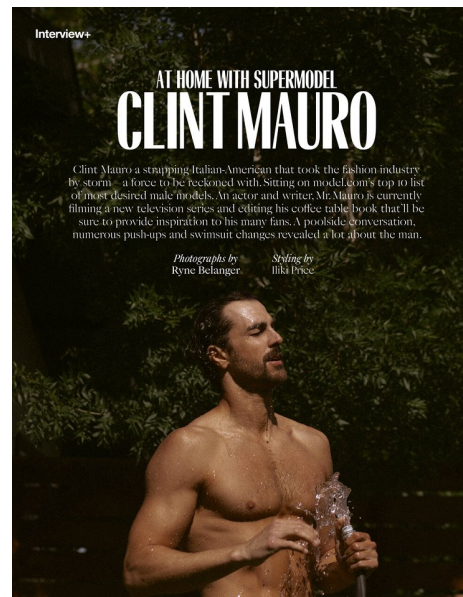 Interview+
AT HOME WITH SUPERMODEL
CLINT MAURO
Clint Mauro a strapping Italian-American that took the fashion industry
by storm – a force to be reckoned with. Sitting on model.com's top 10 list
of most desired male models. An actor and writer, Mr. Mauro is currently
filming a new television series and editing his coffee table book that'll be
sure to provide inspiration to his many fans. A poolside conversation,
numerous push-ups and swimsuit changes revealed a lot about the man.
Photographs by Styling by
Ryne Belanger Iliki Price